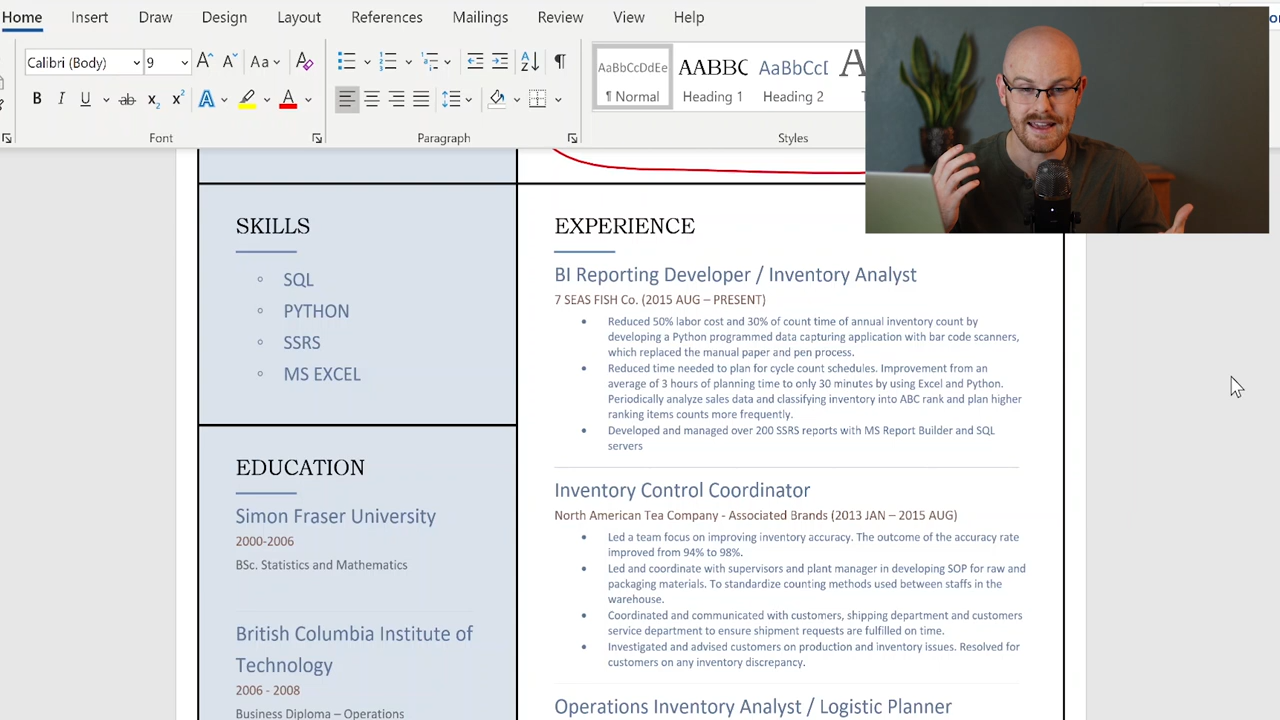 Home Insert Draw Design Layout References Mailings Review View Help
Calibri (Body) 9 Aa AaBbCcDdEe AABBC AaBbCcD
¶ Normal Heading 1 Heading 2
Font Paragraph Styles
SKILLS
SQL
PYTHON
SSRS
MS EXCEL
EDUCATION
Simon Fraser University
2000-2006
BSc. Statistics and Mathematics
British Columbia Institute of
Technology
2006 - 2008
Business Diploma – Operations
EXPERIENCE
BI Reporting Developer / Inventory Analyst
7 SEAS FISH Co. (2015 AUG – PRESENT)
Reduced 50% labor cost and 30% of count time of annual inventory count by
developing a Python programmed data capturing application with bar code scanners,
which replaced the manual paper and pen process.
Reduced time needed to plan for cycle count schedules. Improvement from an
average of 3 hours of planning time to only 30 minutes by using Excel and Python.
Periodically analyze sales data and classifying inventory into ABC rank and plan higher
ranking items counts more frequently.
Developed and managed over 200 SSRS reports with MS Report Builder and SQL
servers
Inventory Control Coordinator
North American Tea Company - Associated Brands (2013 JAN – 2015 AUG)
Led a team focus on improving inventory accuracy. The outcome of the accuracy rate
improved from 94% to 98%.
Led and coordinate with supervisors and plant manager in developing SOP for raw and
packaging materials. To standardize counting methods used between staffs in the
warehouse.
Coordinated and communicated with customers, shipping department and customers
service department to ensure shipment requests are fulfilled on time.
Investigated and advised customers on production and inventory issues. Resolved for
customers on any inventory discrepancy.
Operations Inventory Analyst / Logistic Planner